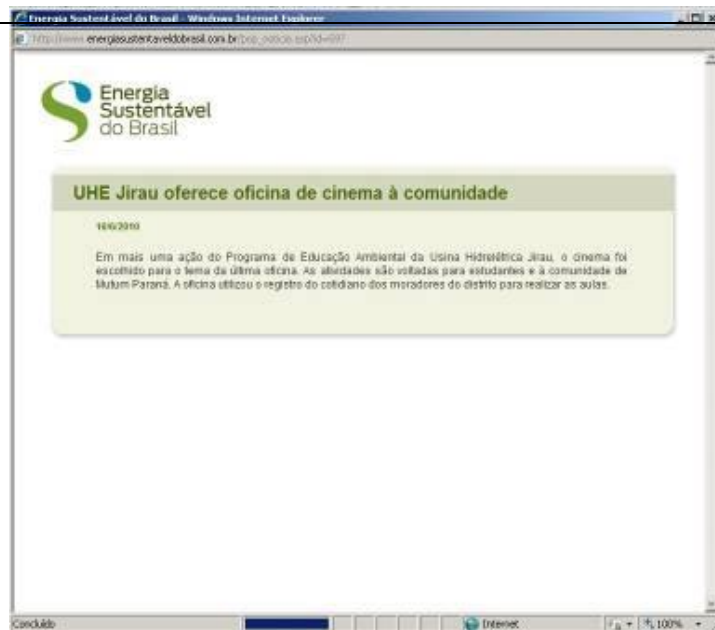 Energia Sustentável do Brasil - Windows Internet Explorer
energiasustentaveldobrasil.com.br
Energia
Sustentável
do Brasil
UHE Jirau oferece oficina de cinema à comunidade
16/6/2010
Em mais uma ação do Programa de Educação Ambiental da Usina Hidrelétrica Jirau, o cinema foi
escolhido para o tema da última oficina. As atividades são voltadas para estudantes e à comunidade de
Mutum Paraná. A oficina utilizou o registro do cotidiano dos moradores do distrito para realizar as aulas.
Concluído Internet 100%